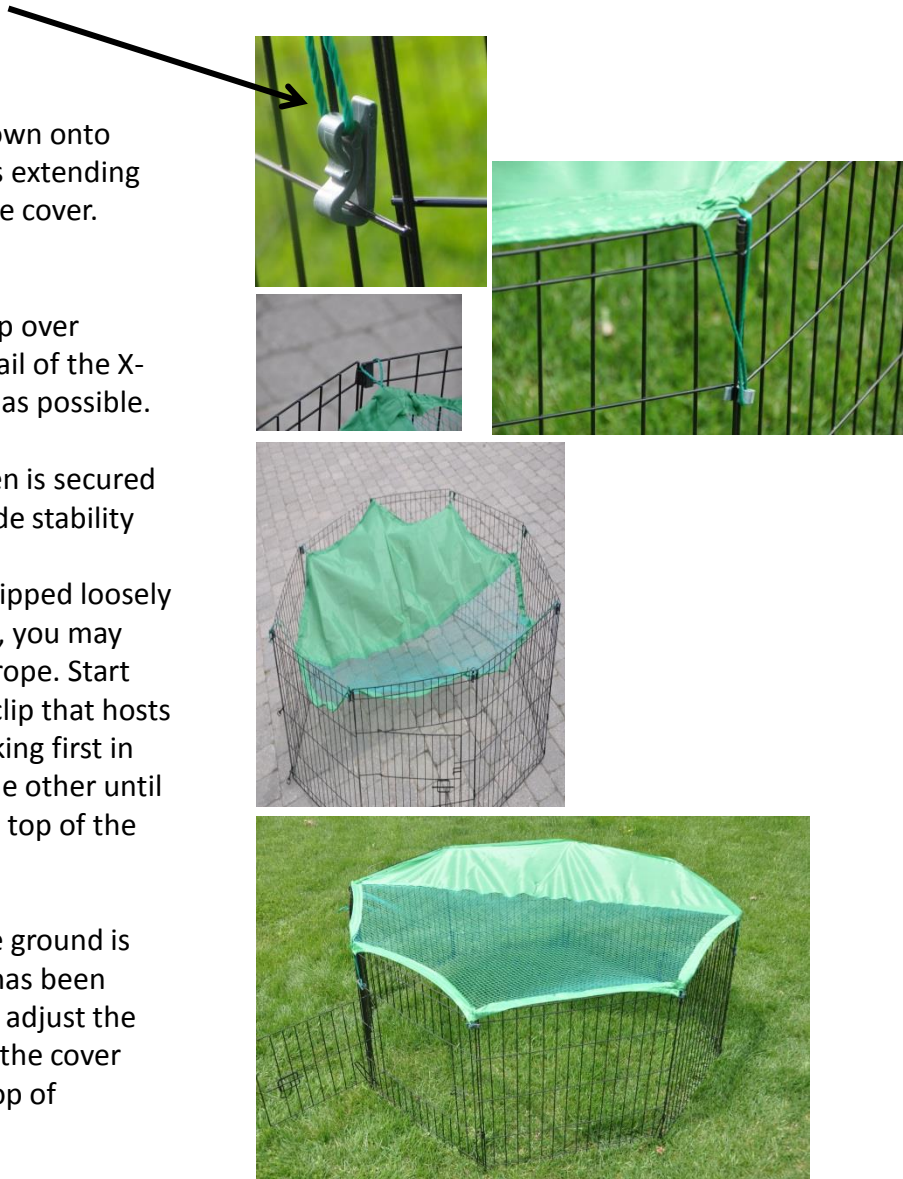 own onto
s extending
e cover.
p over
ail of the X-
as possible.
en is secured
de stability
ipped loosely
, you may
rope. Start
clip that hosts
king first in
e other until
top of the
e ground is
has been
adjust the
the cover
op of